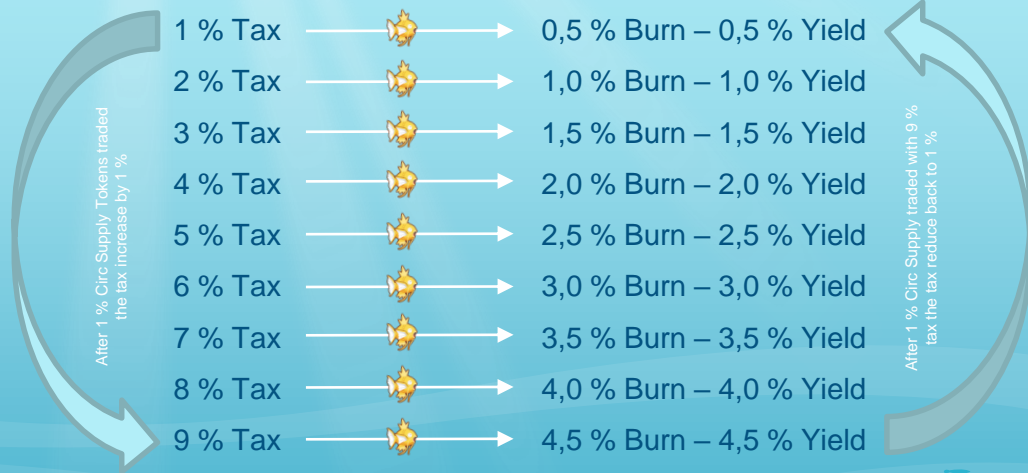 1 % Tax 0,5 % Burn – 0,5 % Yield
2 % Tax 1,0 % Burn – 1,0 % Yield
3 % Tax 1,5 % Burn – 1,5 % Yield
4 % Tax 2,0 % Burn – 2,0 % Yield
5 % Tax 2,5 % Burn – 2,5 % Yield
6 % Tax 3,0 % Burn – 3,0 % Yield
7 % Tax 3,5 % Burn – 3,5 % Yield
8 % Tax 4,0 % Burn – 4,0 % Yield
9 % Tax 4,5 % Burn – 4,5 % Yield
After 1 % Circ Supply Tokens traded
the tax increase by 1 %
After 1 % Circ Supply traded with 9 %
tax the tax reduce back to 1 %